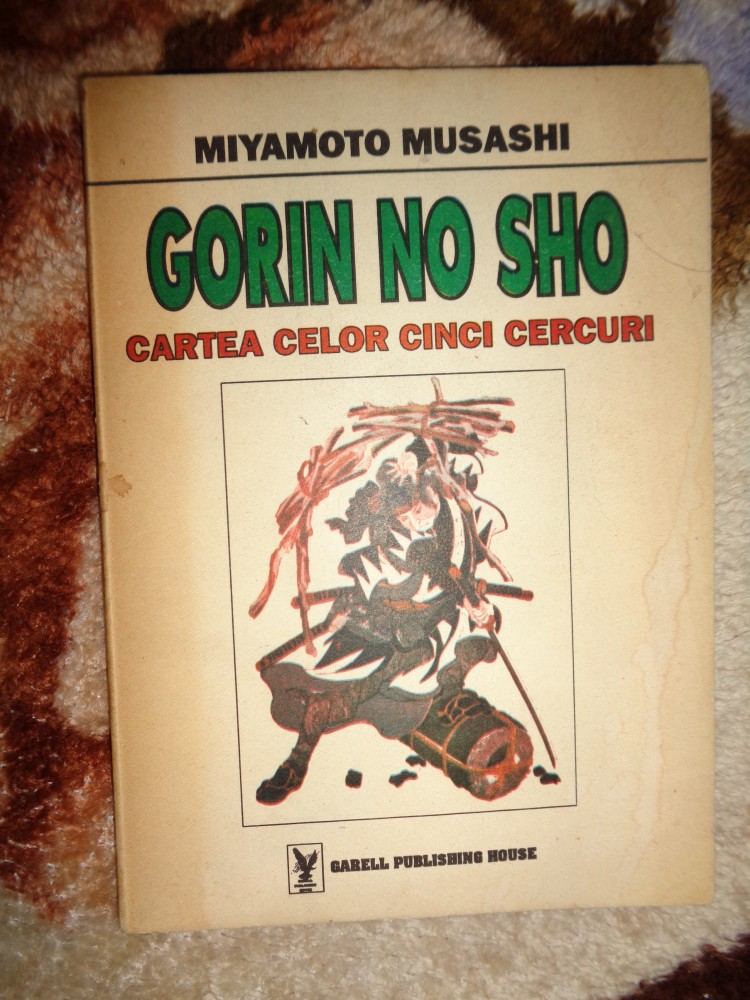 MIYAMOTO MUSASHI
GORIN NO SHO
CARTEA CELOR CINCI CERCURI
GARELL PUBLISHING HOUSE